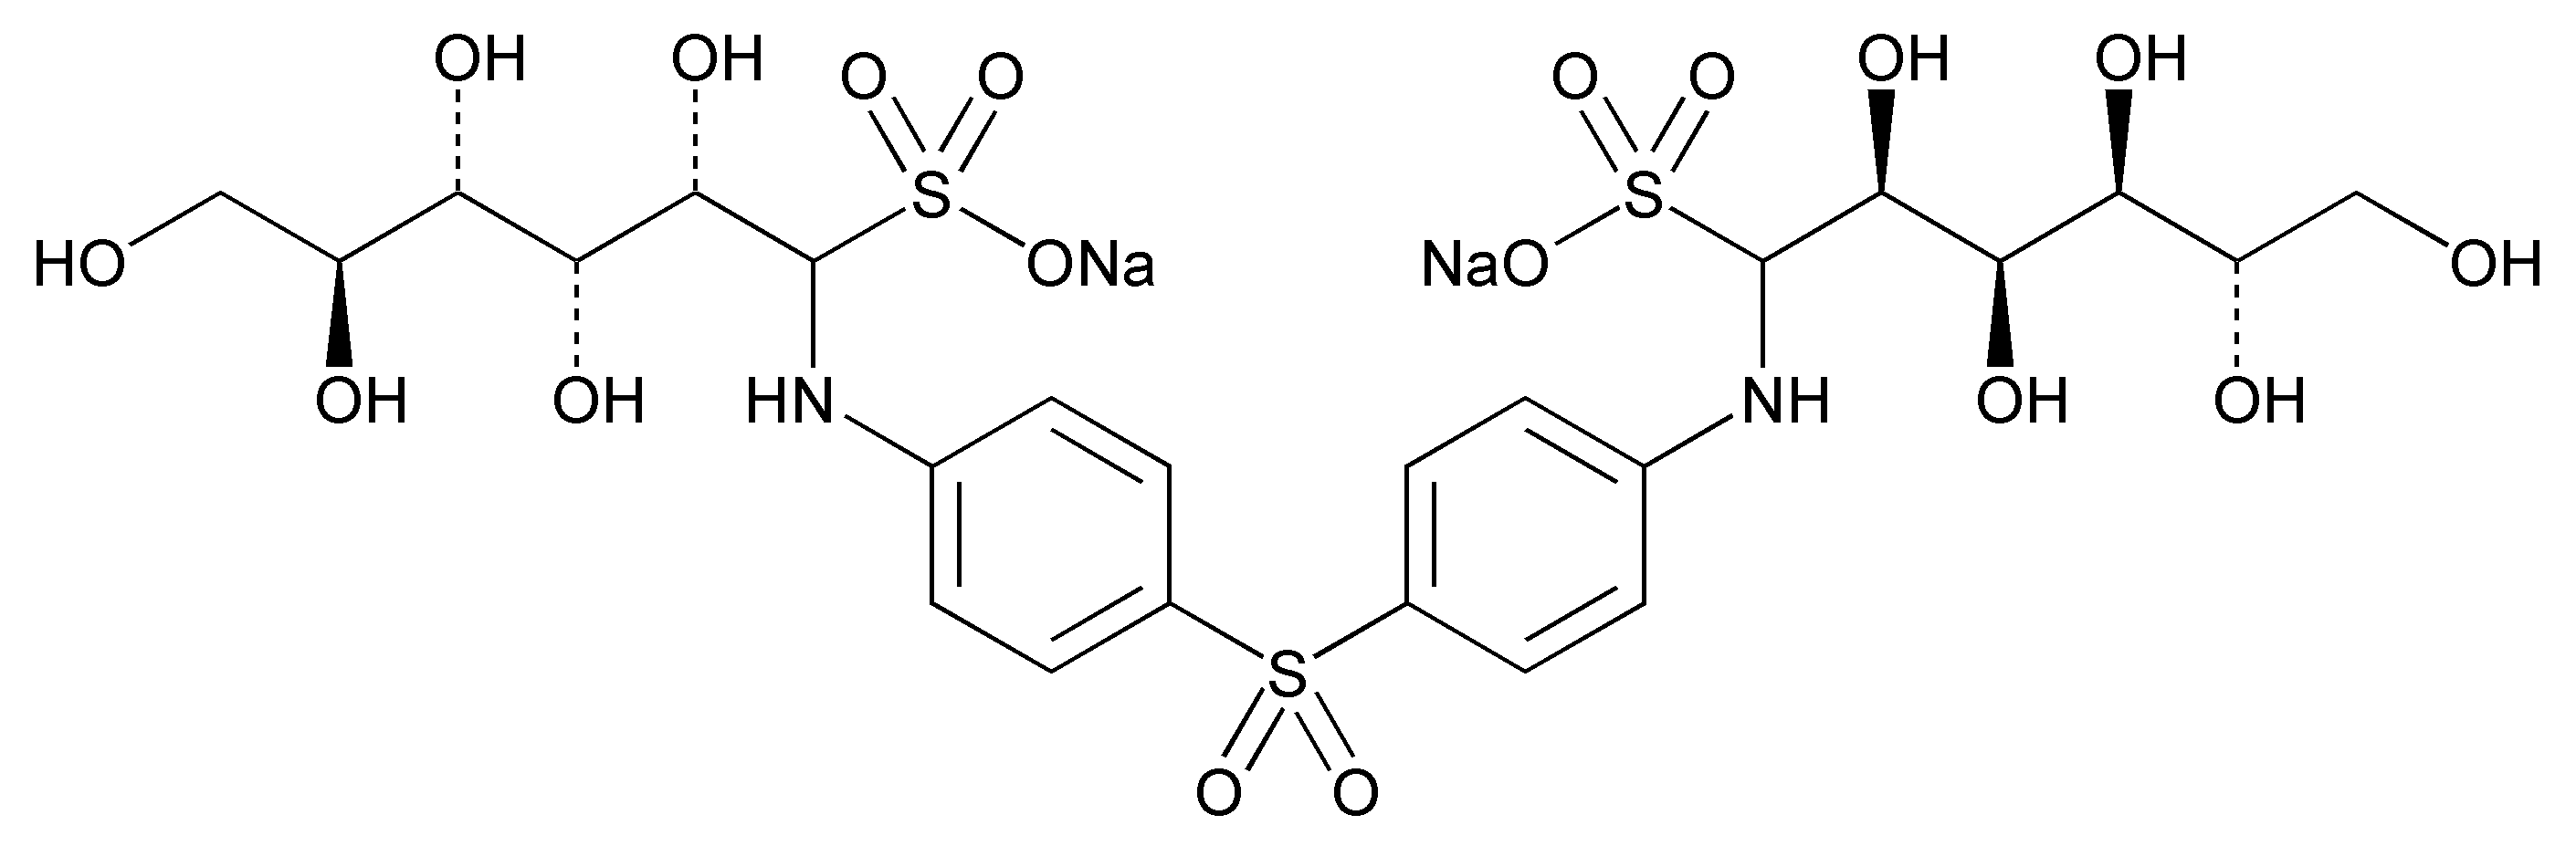 OH OH O O O O OH OH
S S
HO ONa NaO OH
OH OH HN NH OH OH
S
O O